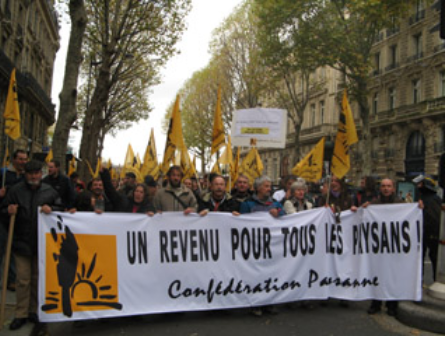 UN REVENU POUR TOUS LES PAYSANS !
Confédération Paysanne